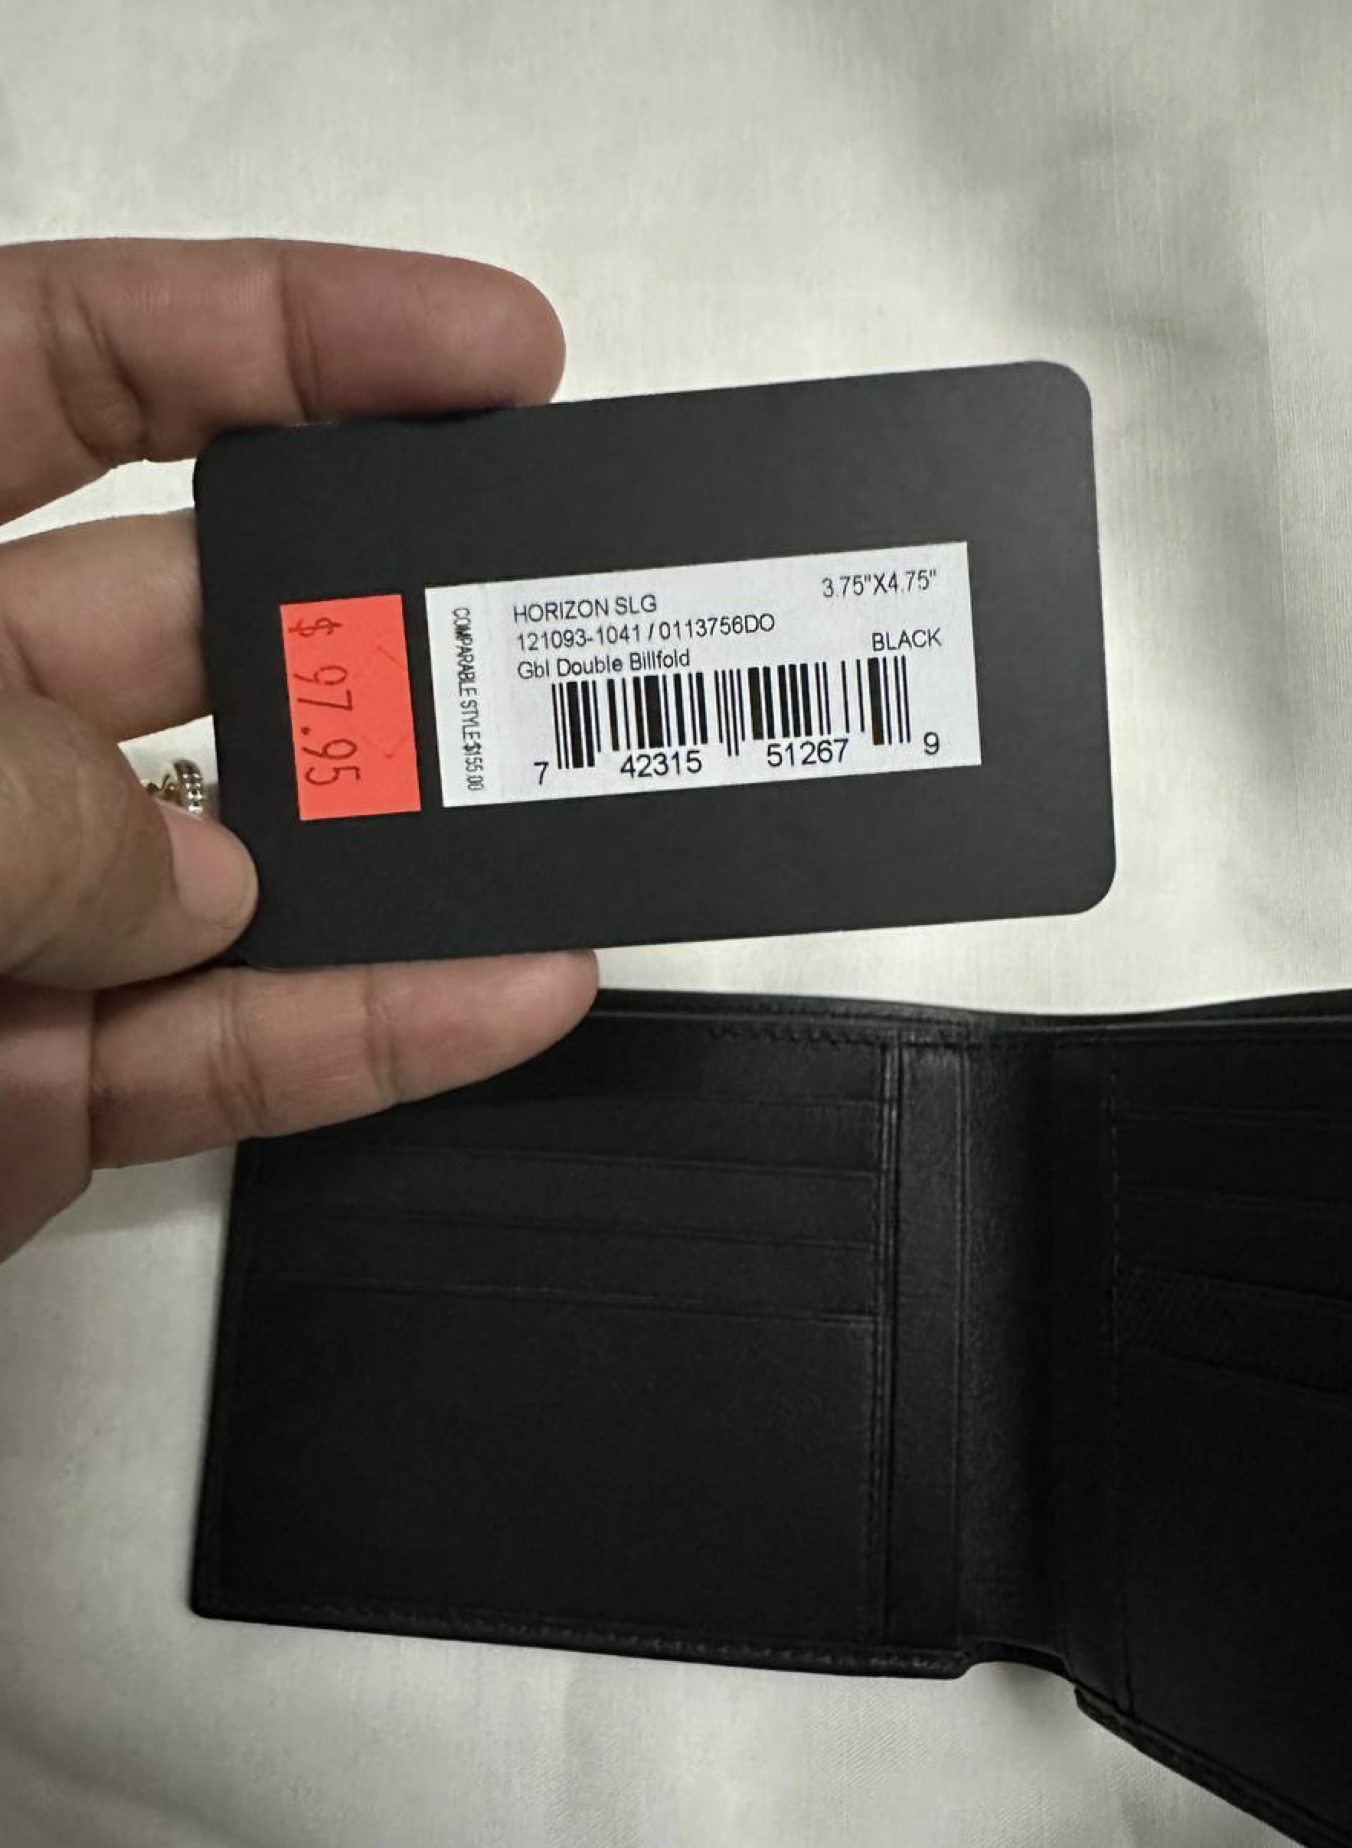 $ 97.95
COMPARABLE STYLE $155.00
HORIZON SLG 3.75"X4.75"
121093-1041 / 0113756DO
Gbl Double Billfold BLACK
7 42315 51267 9